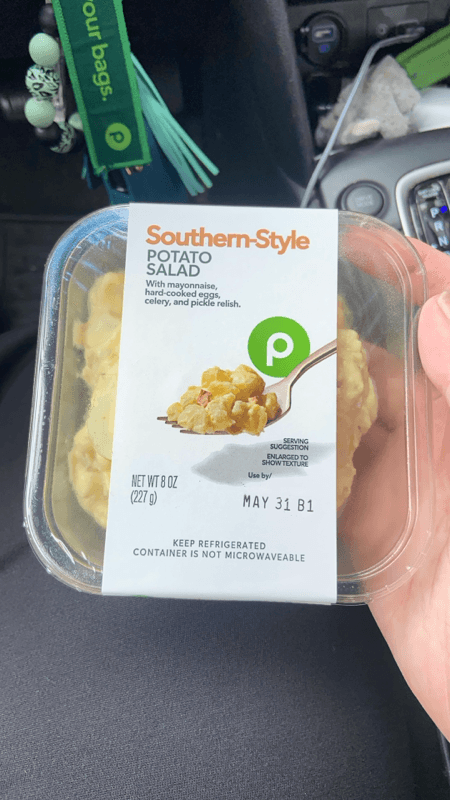 our bags.
Southern-Style
POTATO
SALAD
With mayonnaise,
hard-cooked eggs,
celery, and pickle relish.
p
SERVING
SUGGESTION
ENLARGED TO
SHOW TEXTURE
Use by/
NET WT 8 OZ
(227 g)
MAY 31 B1
KEEP REFRIGERATED
CONTAINER IS NOT MICROWAVEABLE